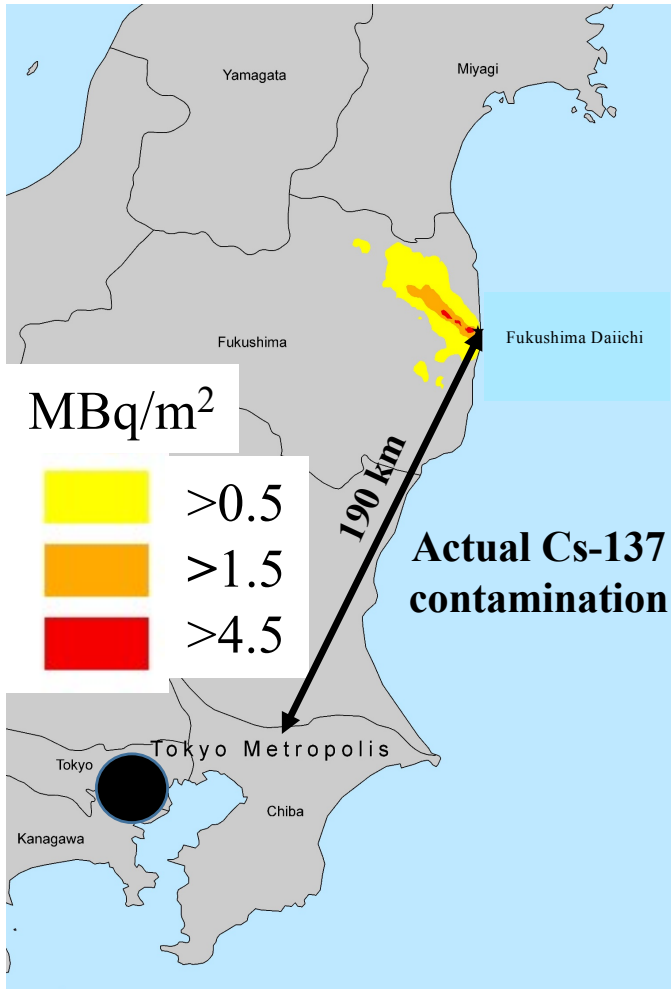 Yamagata
Miyagi
Fukushima
Fukushima Daiichi
MBq/m²
>0.5
>1.5
>4.5
190 km
Actual Cs-137
contamination
Tokyo Metropolis
Tokyo
Chiba
Kanagawa